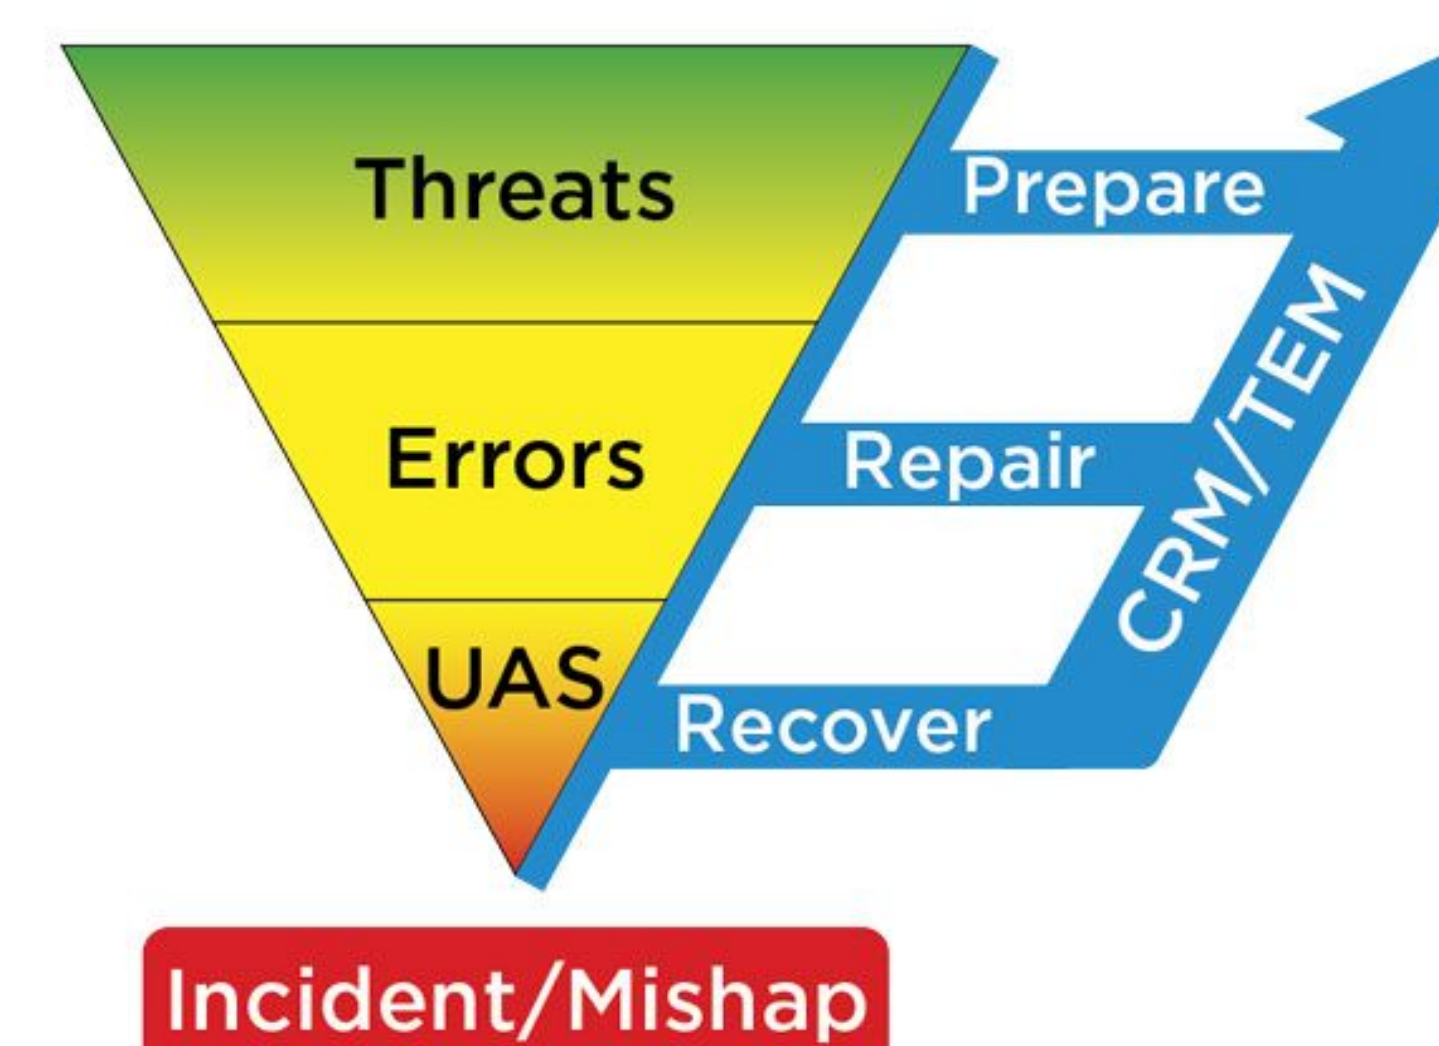 Threats
Prepare
Errors
Repair
CRM/TEM
UAS
Recover
Incident/Mishap